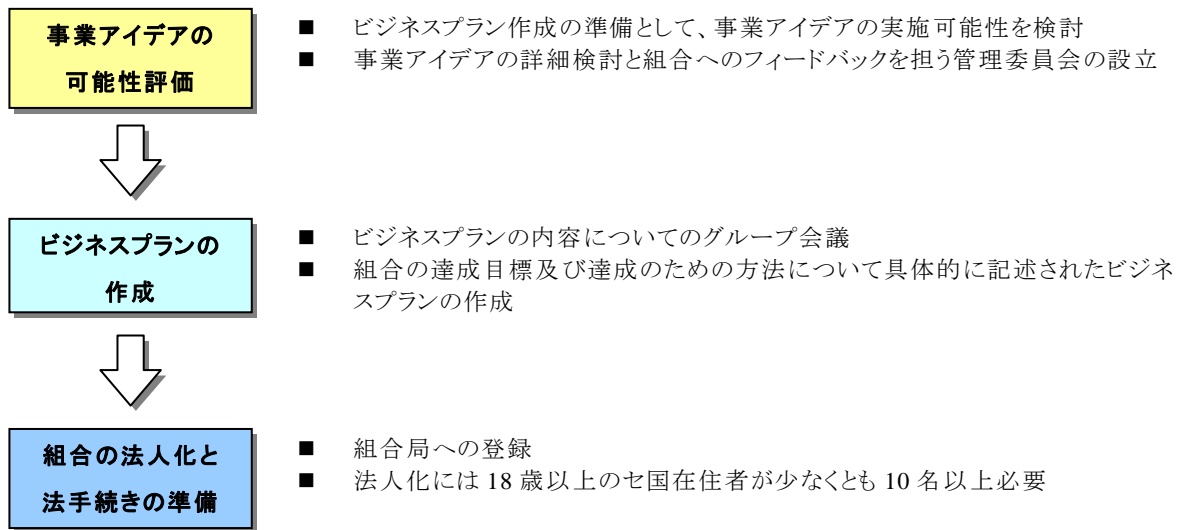 事業アイデアの
可能性評価
■ ビジネスプラン作成の準備として、事業アイデアの実施可能性を検討
■ 事業アイデアの詳細検討と組合へのフィードバックを担う管理委員会の設立
ビジネスプランの
作成
■ ビジネスプランの内容についてのグループ会議
■ 組合の達成目標及び達成のための方法について具体的に記述されたビジネ
スプランの作成
組合の法人化と
法手続きの準備
■ 組合局への登録
■ 法人化には 18 歳以上のセ国在住者が少なくとも 10 名以上必要